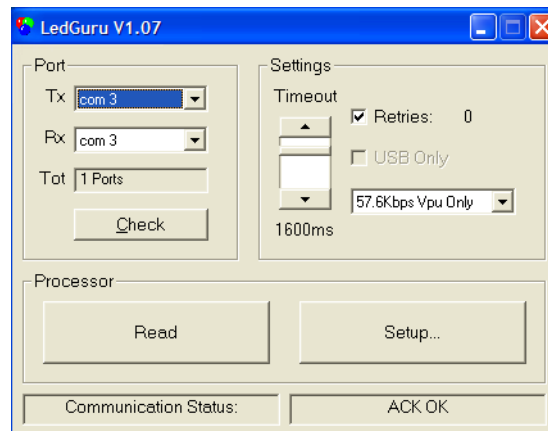 LedGuru V1.07
Port
Tx com 3
Rx com 3
Tot 1 Ports
Check
Settings
Timeout
1600ms
Retries: 0
USB Only
57.6Kbps Vpu Only
Processor
Read
Setup...
Communication Status:
ACK OK